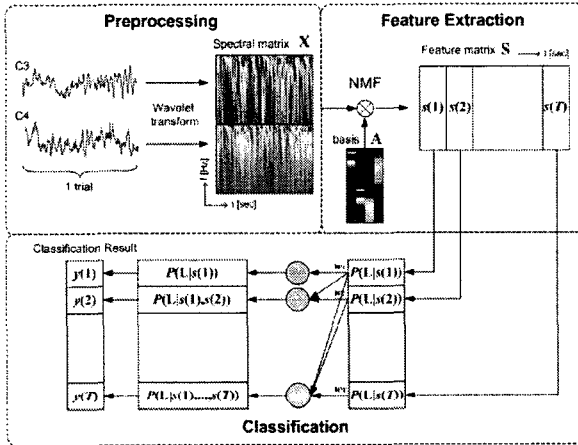 Preprocessing
Spectral matrix X
C3
C4
Wavelet
transform
1 trial
f [Hz]
t [sec]
Feature Extraction
Feature matrix S
t [sec]
NMF
s(1) s(2) s(T)
basis A
Classification Result
y(1) P(L|s(1)) w1 P(L|s(1))
y(2) P(L|s(1),s(2)) P(L|s(2))
y(T) P(L|s(1),...,s(T)) P(L|s(T))
Classification